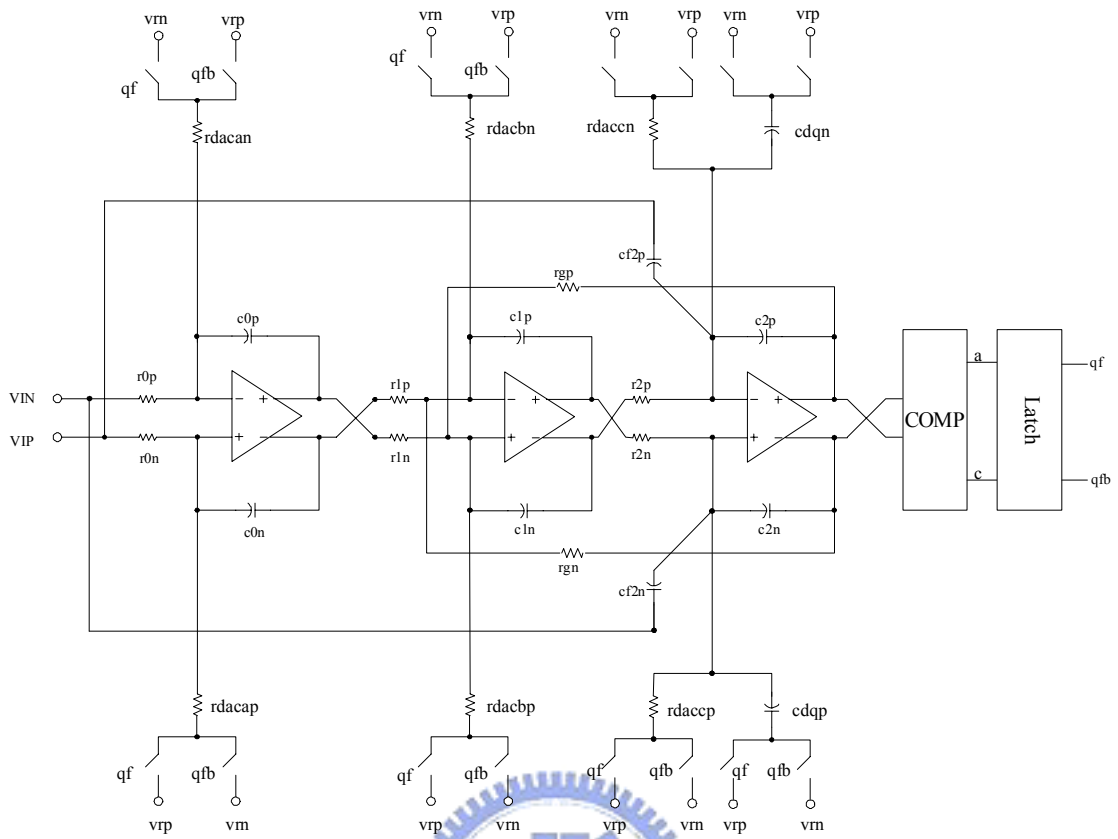 vrn vrp vrn vrp vrn vrp vrn vrp
qf qfb qf qfb
rdacan rdacbn rdaccn cdqn
cf2p
rgp
c0p c1p c2p
r0p r1p r2p
VIN
VIP
− + − + − +
+ − + − + −
r0n r1n r2n
c0n c1n c2n
rgn
cf2n
COMP
a
c
Latch
qf
qfb
rdacap rdacbp rdaccp cdqp
qf qfb qf qfb qf qfb qf qfb
vrp vrn vrp vrn vrp vrn vrp vrn